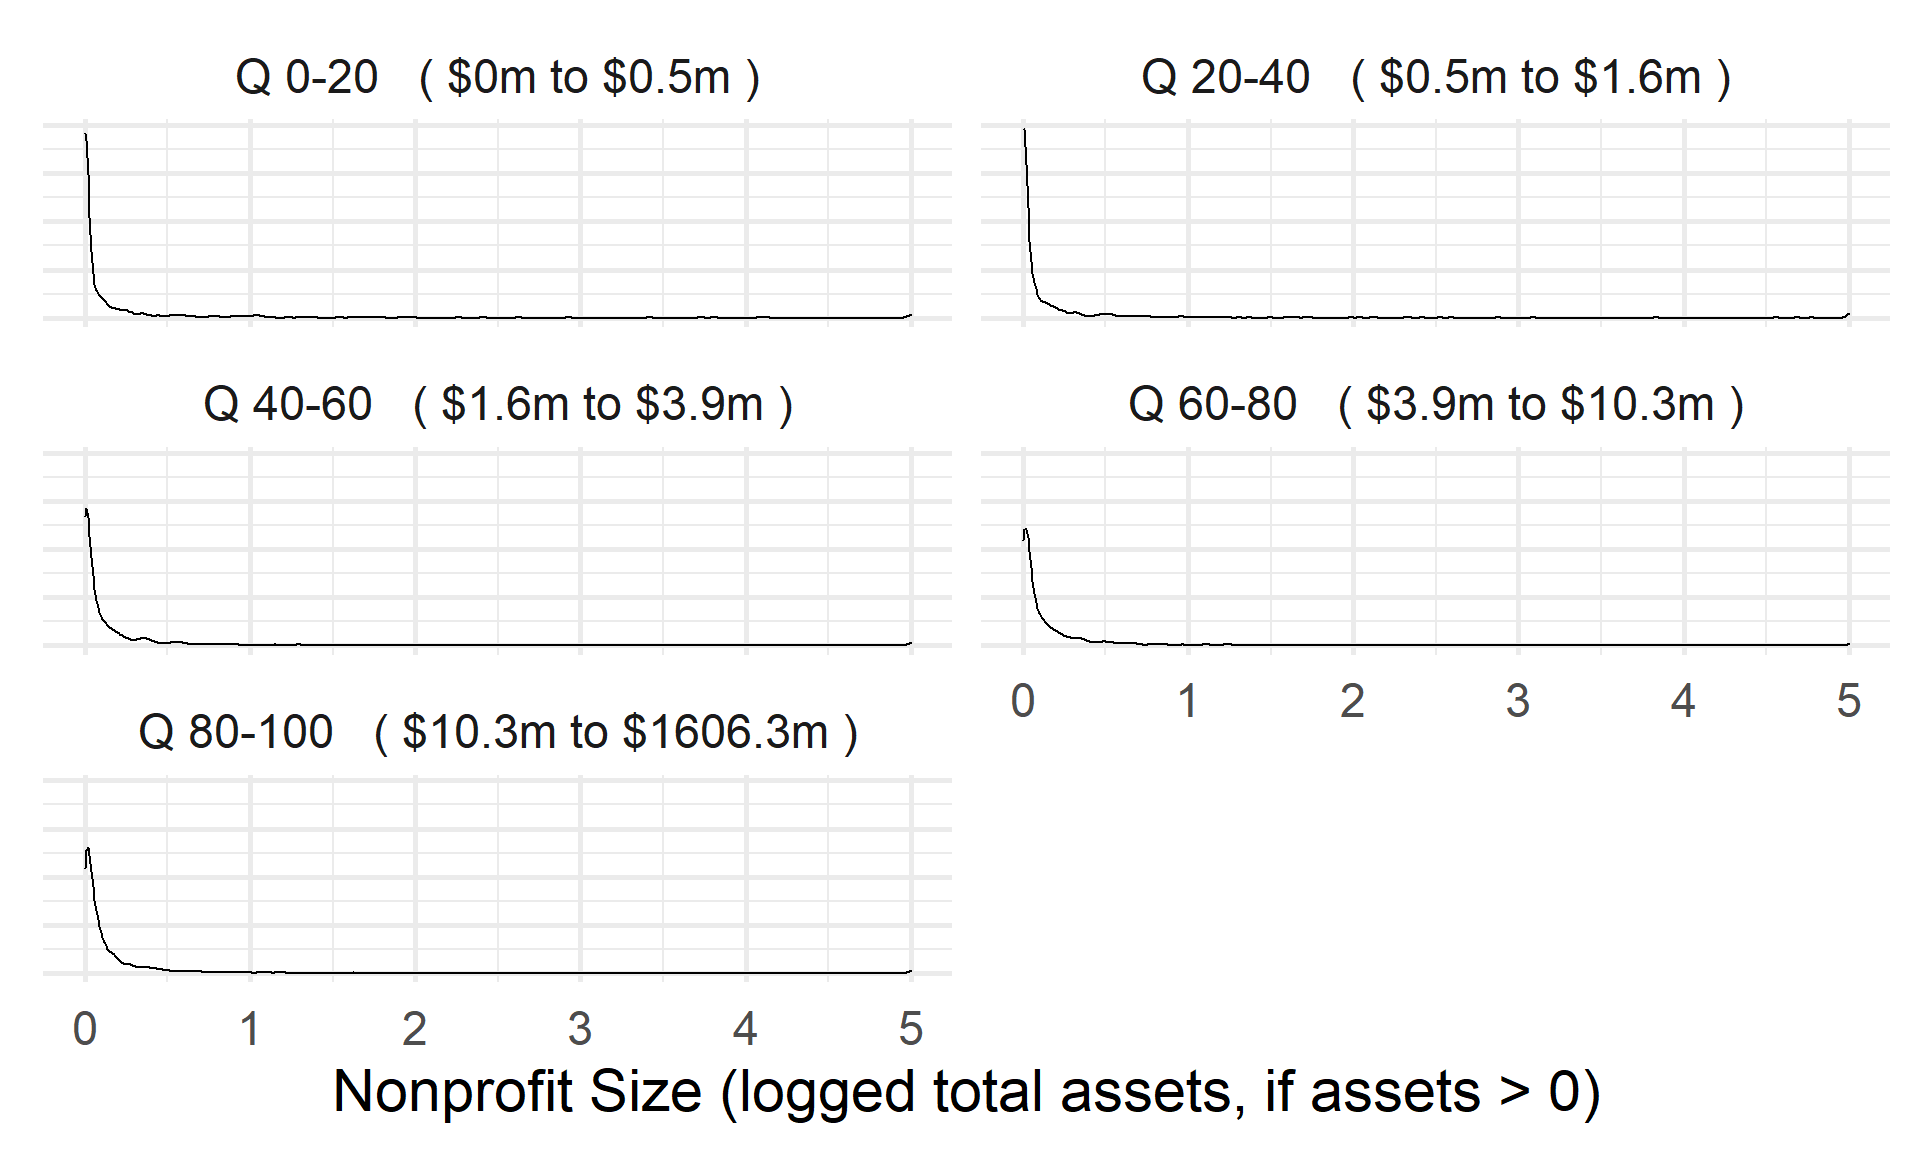 Q 0-20 ( $0m to $0.5m )
Q 20-40 ( $0.5m to $1.6m )
Q 40-60 ( $1.6m to $3.9m )
Q 60-80 ( $3.9m to $10.3m )
0 1 2 3 4 5
Q 80-100 ( $10.3m to $1606.3m )
0 1 2 3 4 5
Nonprofit Size (logged total assets, if assets > 0)